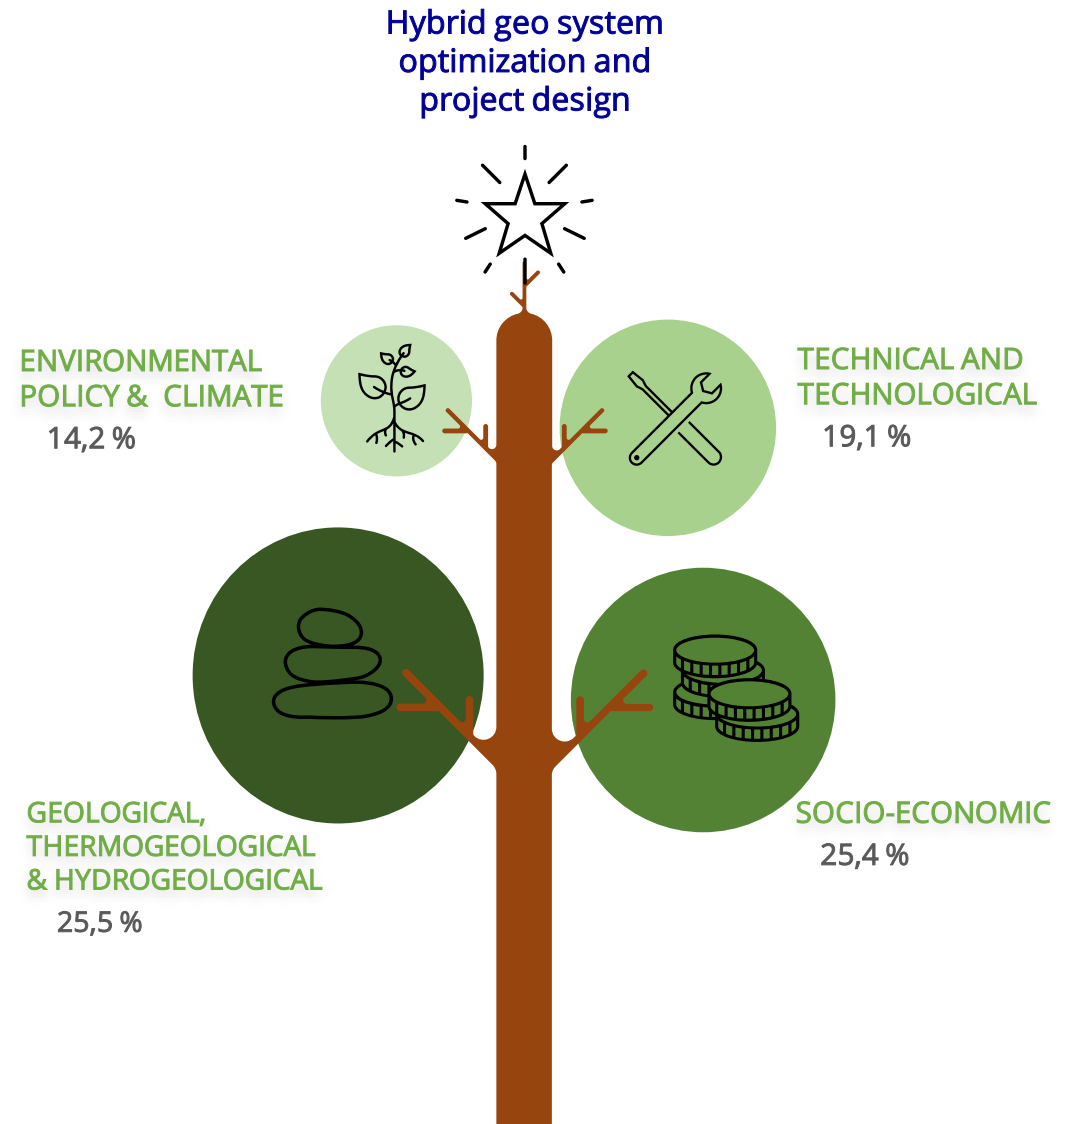 Hybrid geo system
optimization and
project design
ENVIRONMENTAL
POLICY &  CLIMATE
14,2 %
TECHNICAL AND
TECHNOLOGICAL
19,1 %
GEOLOGICAL,
THERMOGEOLOGICAL
& HYDROGEOLOGICAL
25,5 %
SOCIO-ECONOMIC
25,4 %